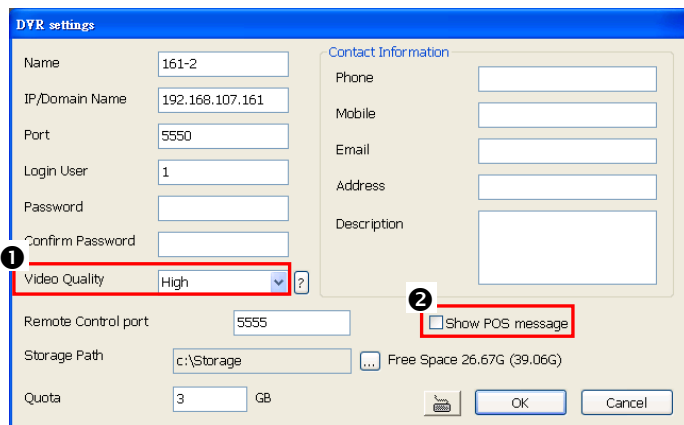 DVR settings
Name 161-2
IP/Domain Name 192.168.107.161
Port 5550
Login User 1
Password
Confirm Password
❶
Video Quality High ?
Contact Information
Phone
Mobile
Email
Address
Description
❷
Remote Control port 5555
Show POS message
Storage Path c:\Storage ... Free Space 26.67G (39.06G)
Quota 3 GB
OK Cancel